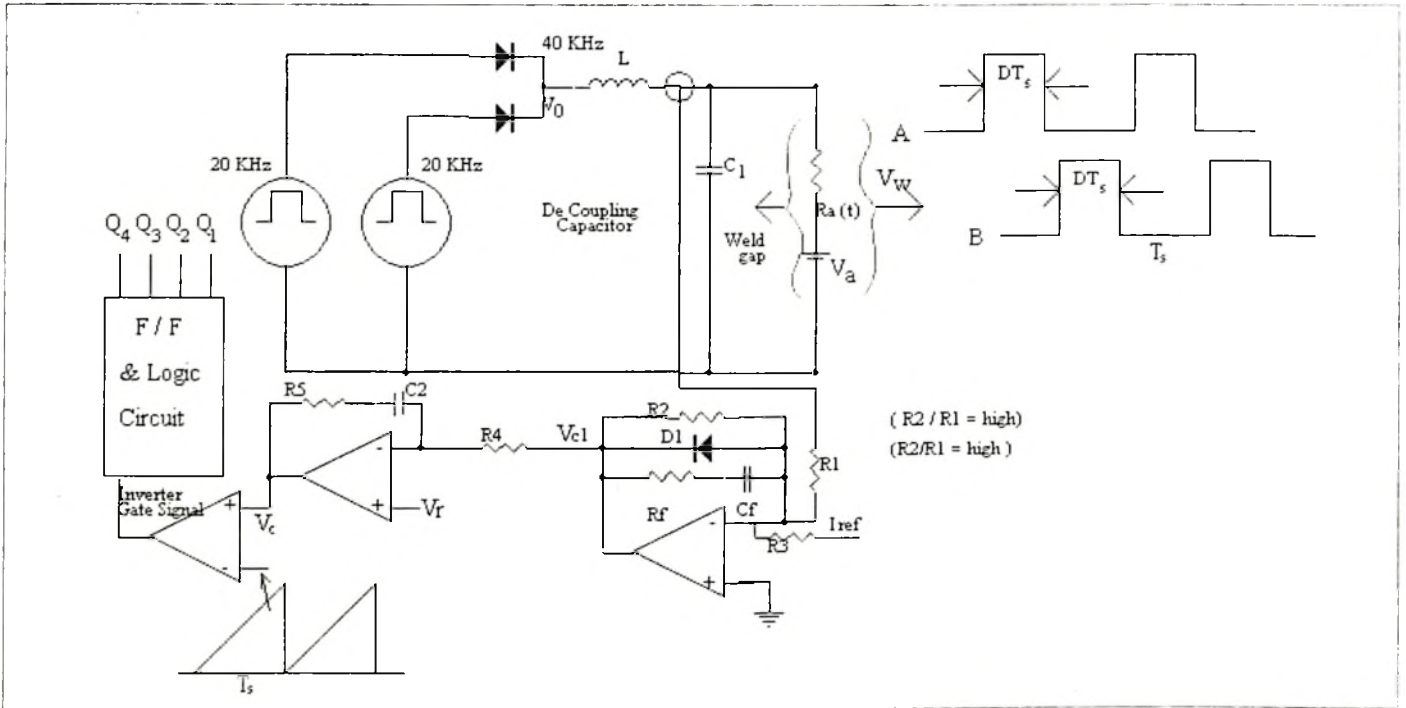 40 KHz
L
V0
20 KHz
20 KHz
De Coupling
Capacitor
C1
Ra (t)
Weld
gap
Va
Vw
DTs
A
DTs
B
Ts
Q4 Q3 Q2 Q1
F / F
& Logic
Circuit
Inverter
Gate Signal
R5
C2
R4
Vc1
R2
D1
R1
( R2 / R1 = high)
(R2/R1 = high )
-
+
Vr
Rf
Cf
-
+
R3
Iref
Vc
+
-
Ts